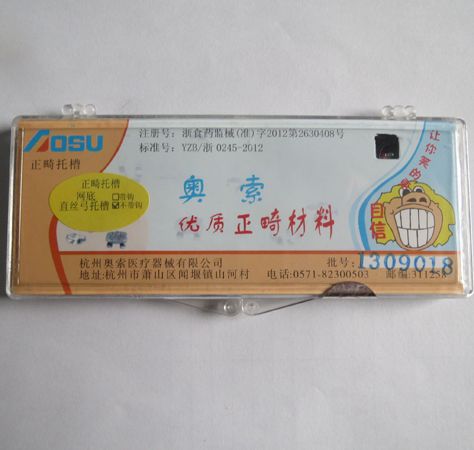 AOSU
正畸托槽
注册号：浙食药监械(准)字2012第2630408号
标准号：YZB/浙 0245-2012
正畸托槽
网底 □带钩
直丝弓托槽 ☑不带钩
奥索
优质正畸材料
让你笑的
自信
杭州奥索医疗器械有限公司
地址：杭州市萧山区闻堰镇山河村
电话：0571-82300503
批号：1309018
邮编：311258